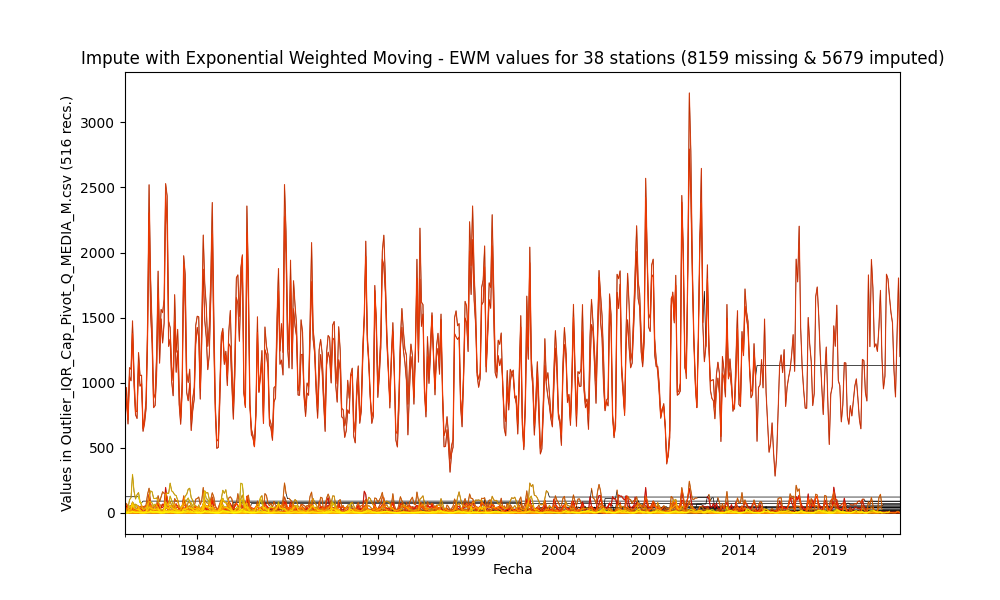 Impute with Exponential Weighted Moving - EWM values for 38 stations (8159 missing & 5679 imputed)
Values in Outlier_IQR_Cap_Pivot_Q_MEDIA_M.csv (516 recs.)
3000
2500
2000
1500
1000
500
0
1984 1989 1994 1999 2004 2009 2014 2019
Fecha